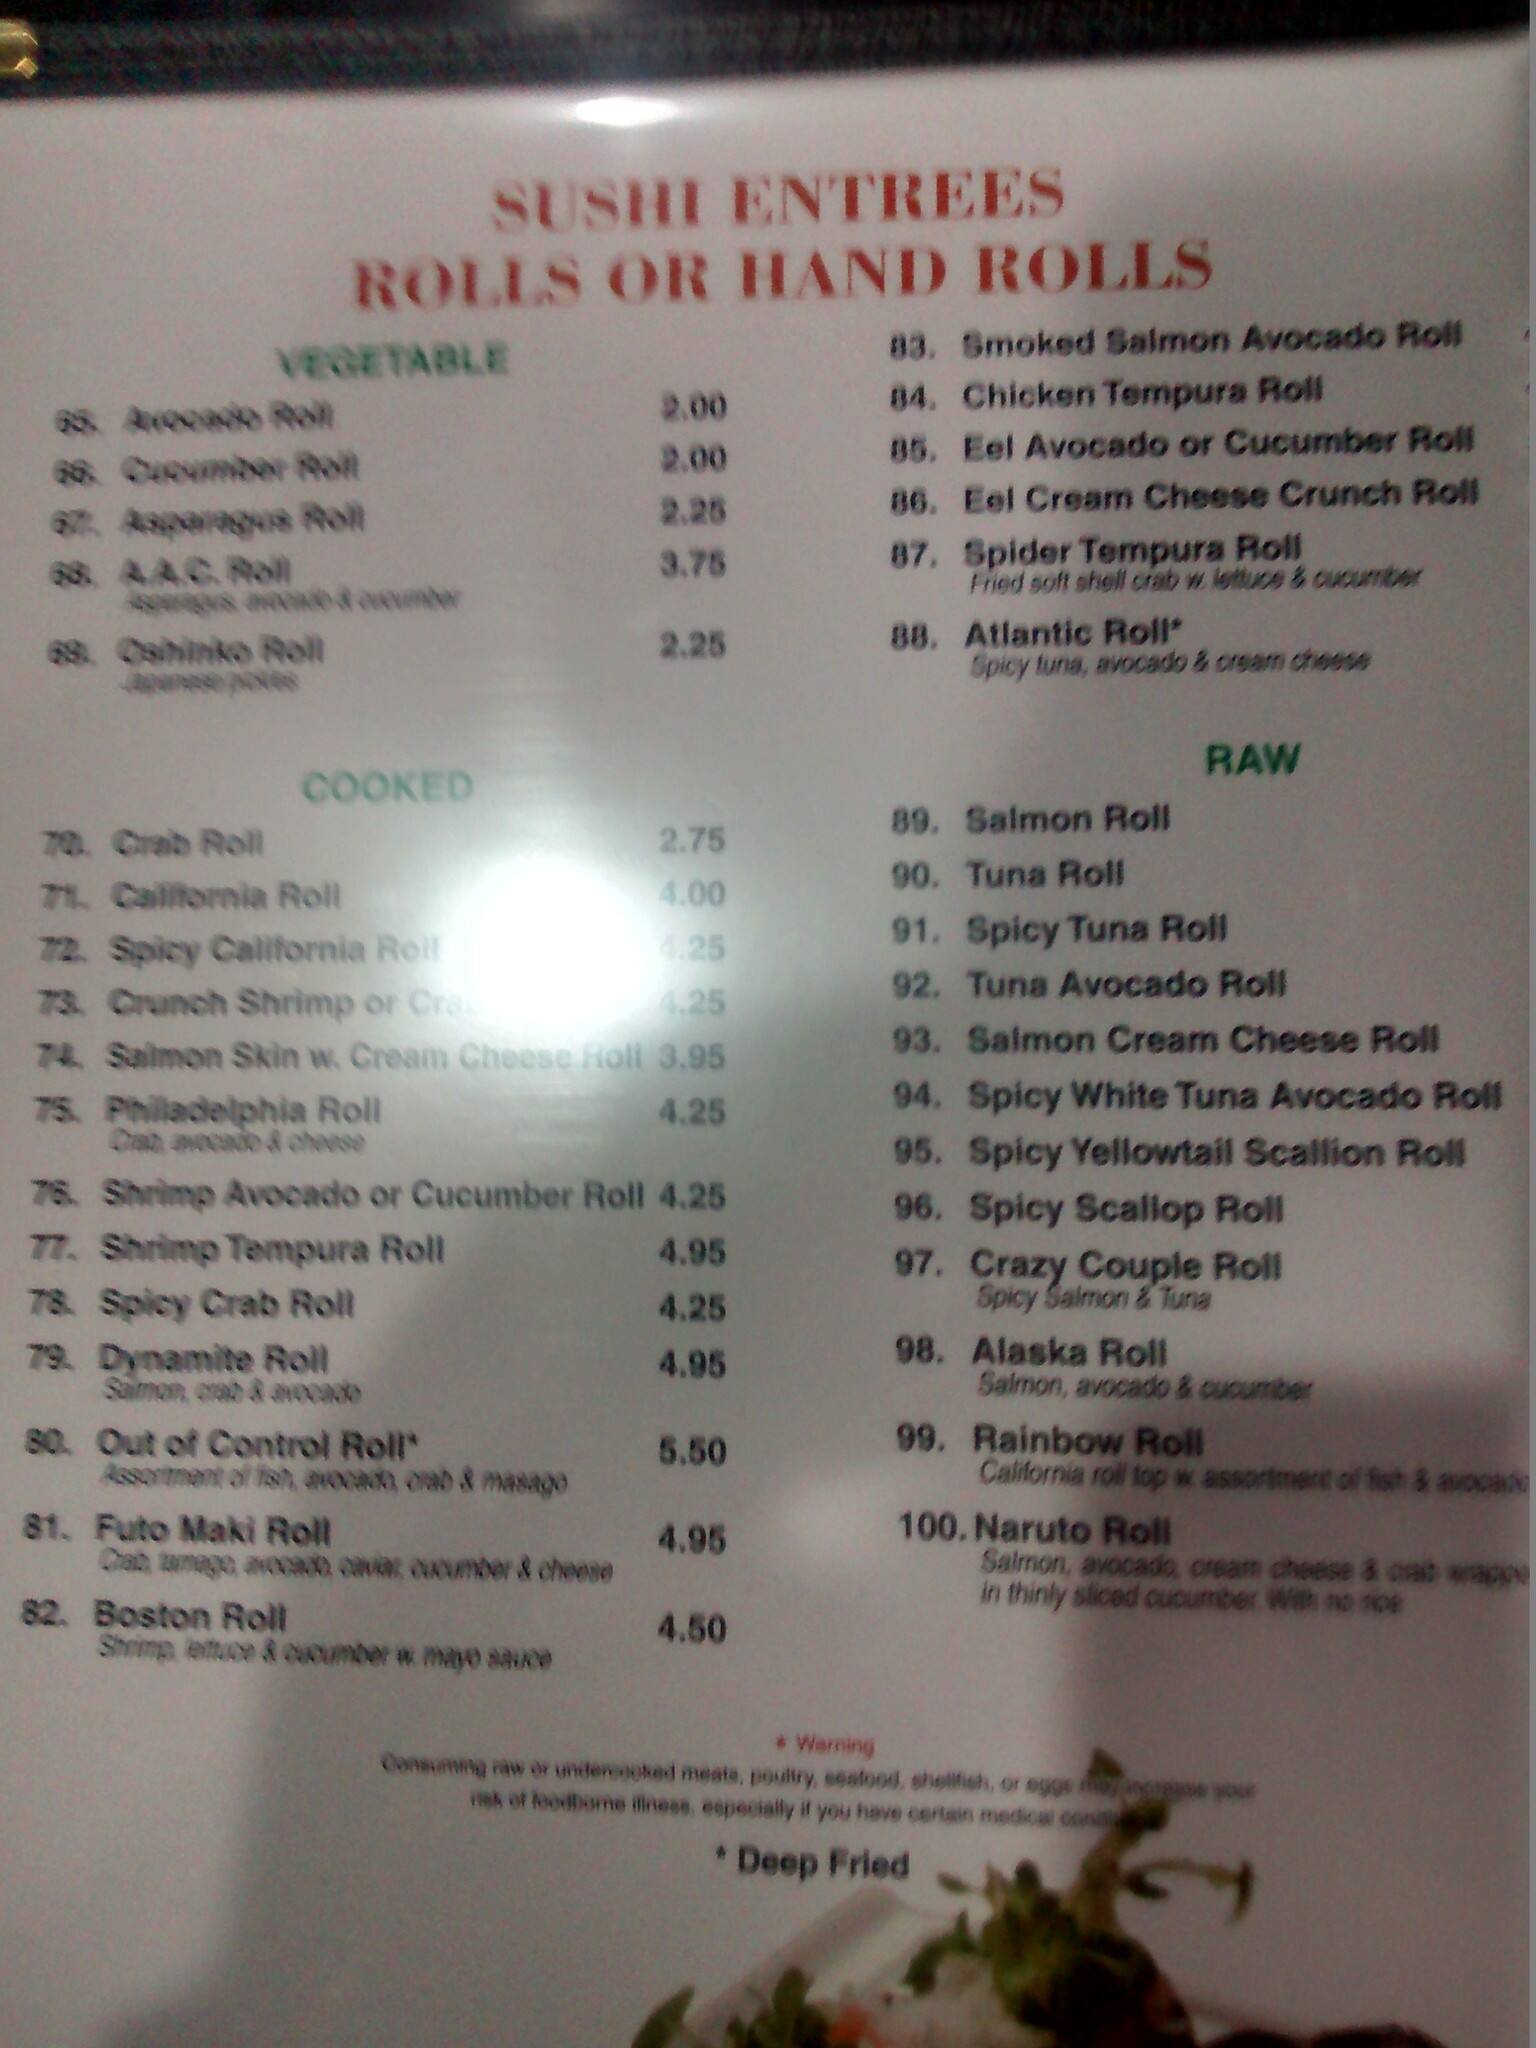 SUSHI ENTREES
ROLLS OR HAND ROLLS
VEGETABLE
65. Avocado Roll 2.00
66. Cucumber Roll 2.00
67. Asparagus Roll 2.25
68. A.A.C. Roll 3.75
Asparagus, avocado & cucumber
69. Oshinko Roll 2.25
Japanese pickles
COOKED
70. Crab Roll 2.75
71. California Roll 4.00
72. Spicy California Roll 4.25
73. Crunch Shrimp or 4.25
74. Salmon Skin w. Cream Cheese Roll 3.95
75. Philadelphia Roll 4.25
Crab, avocado & cheese
76. Shrimp Avocado or Cucumber Roll 4.25
77. Shrimp Tempura Roll 4.95
78. Spicy Crab Roll 4.25
79. Dynamite Roll 4.95
Salmon, crab & avocado
80. Out of Control Roll* 5.50
Assortment of fish, avocado, crab & masago
81. Futo Maki Roll 4.95
Crab, tamago, avocado, caviar, cucumber & cheese
82. Boston Roll 4.50
Shrimp, lettuce & cucumber w. mayo sauce
83. Smoked Salmon Avocado Roll
84. Chicken Tempura Roll
85. Eel Avocado or Cucumber Roll
86. Eel Cream Cheese Crunch Roll
87. Spider Tempura Roll
Fried soft shell crab w. lettuce & cucumber
88. Atlantic Roll*
Spicy tuna, avocado & cream cheese
RAW
89. Salmon Roll
90. Tuna Roll
91. Spicy Tuna Roll
92. Tuna Avocado Roll
93. Salmon Cream Cheese Roll
94. Spicy White Tuna Avocado Roll
95. Spicy Yellowtail Scallion Roll
96. Spicy Scallop Roll
97. Crazy Couple Roll
Spicy Salmon & Tuna
98. Alaska Roll
Salmon, avocado & cucumber
99. Rainbow Roll
California roll top w. assortment of fish & avocado
100. Naruto Roll
Salmon, avocado, cream cheese & crab
in thinly sliced cucumber. With no rice
* Warning
Consuming raw or undercooked meats, poultry, seafood, shellfish, or eggs may increase your
risk of foodborne illness, especially if you have certain medical
* Deep Fried